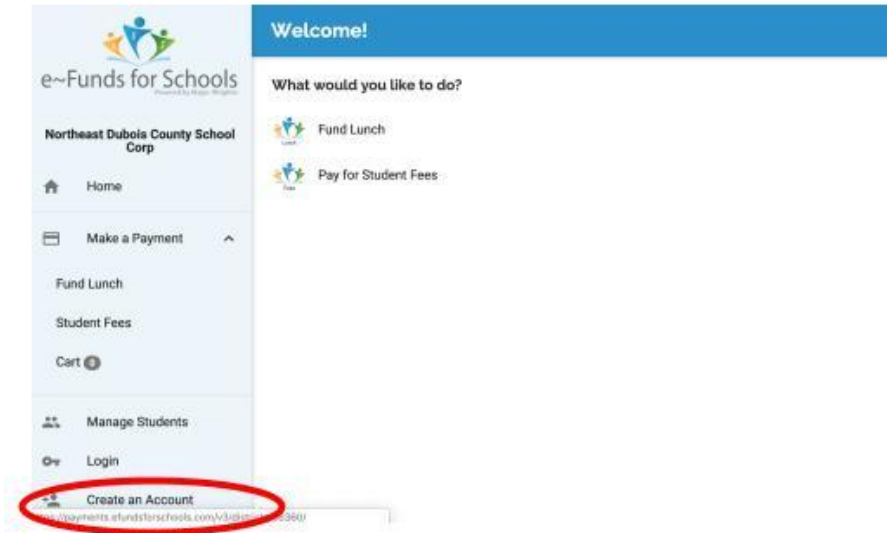 e~Funds for Schools
Northeast Dubois County School
Corp
Home
Make a Payment
Fund Lunch
Student Fees
Cart 0
Manage Students
Login
Create an Account
Welcome!
What would you like to do?
Fund Lunch
Pay for Student Fees